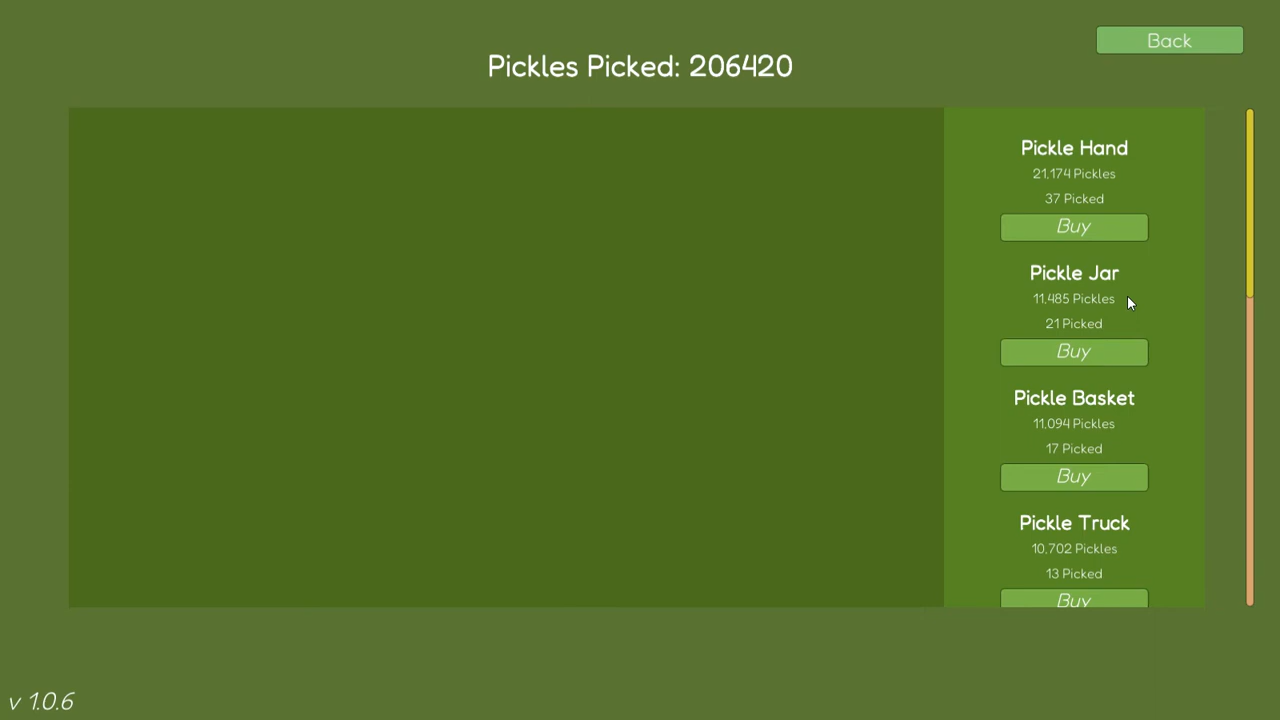 Back
Pickles Picked: 206420
Pickle Hand
21,174 Pickles
37 Picked
Buy
Pickle Jar
11,485 Pickles
21 Picked
Buy
Pickle Basket
11,094 Pickles
17 Picked
Buy
Pickle Truck
10,702 Pickles
13 Picked
Buy
v 1.0.6